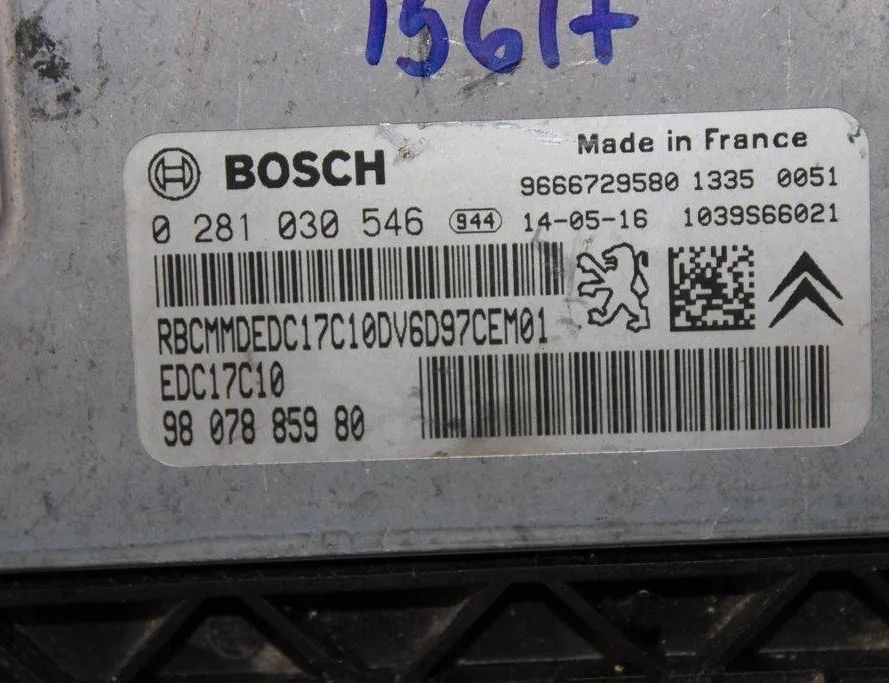 15617
BOSCH
Made in France
9666729580 1335 0051
0 281 030 546 944 14-05-16 1039S66021
RBCMMDEDC17C10DV6D97CEM01
EDC17C10
98 078 859 80